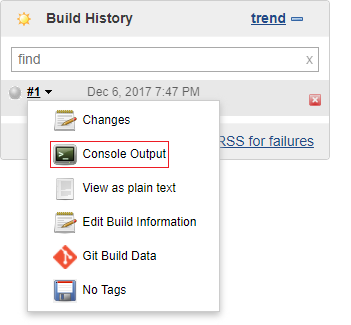 Build History trend
find x
#1 Dec 6, 2017 7:47 PM
Changes
Console Output
RSS for failures
View as plain text
Edit Build Information
Git Build Data
No Tags